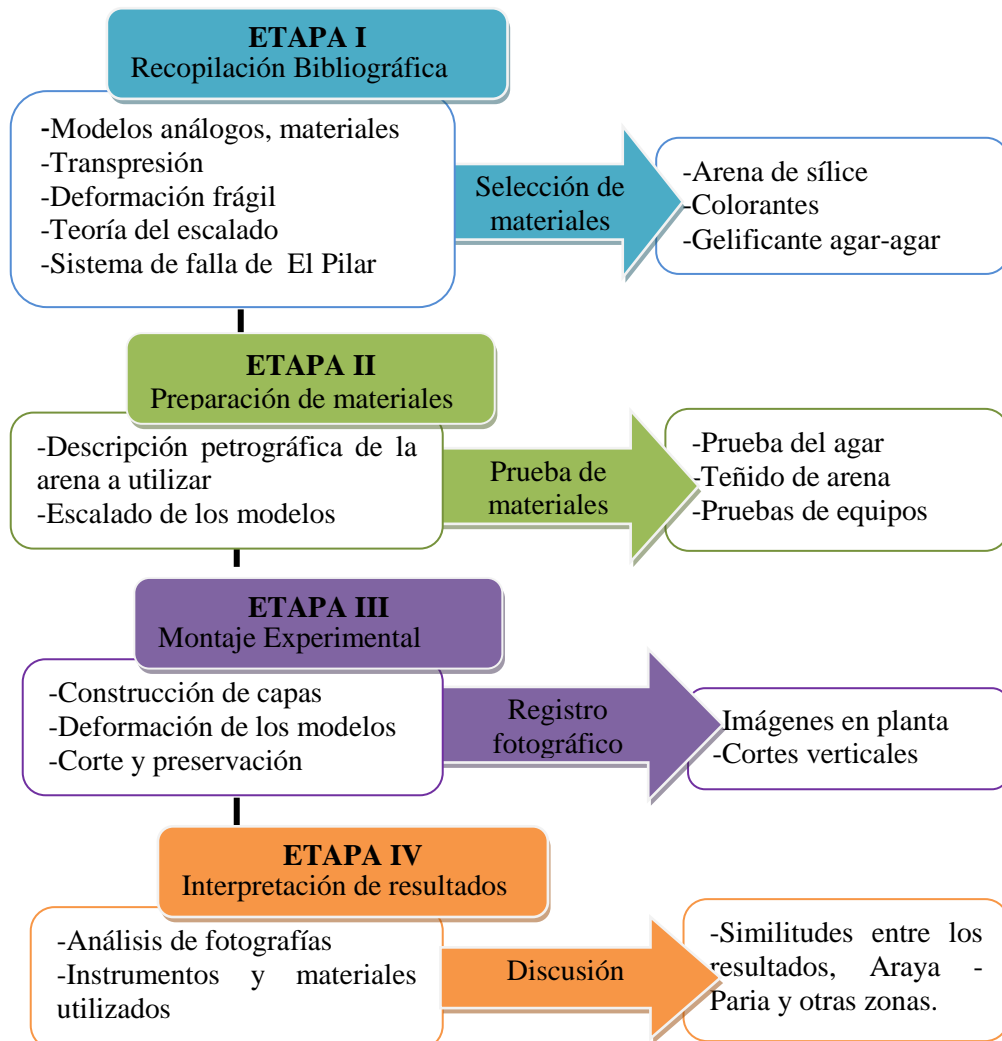 ETAPA I
Recopilación Bibliográfica
-Modelos análogos, materiales
-Transpresión
-Deformación frágil
-Teoría del escalado
-Sistema de falla de El Pilar
Selección de
materiales
-Arena de sílice
-Colorantes
-Gelificante agar-agar
ETAPA II
Preparación de materiales
-Descripción petrográfica de la
arena a utilizar
-Escalado de los modelos
Prueba de
materiales
-Prueba del agar
-Teñido de arena
-Pruebas de equipos
ETAPA III
Montaje Experimental
-Construcción de capas
-Deformación de los modelos
-Corte y preservación
Registro
fotográfico
Imágenes en planta
-Cortes verticales
ETAPA IV
Interpretación de resultados
-Análisis de fotografías
-Instrumentos y materiales
utilizados
Discusión
-Similitudes entre los
resultados, Araya -
Paria y otras zonas.